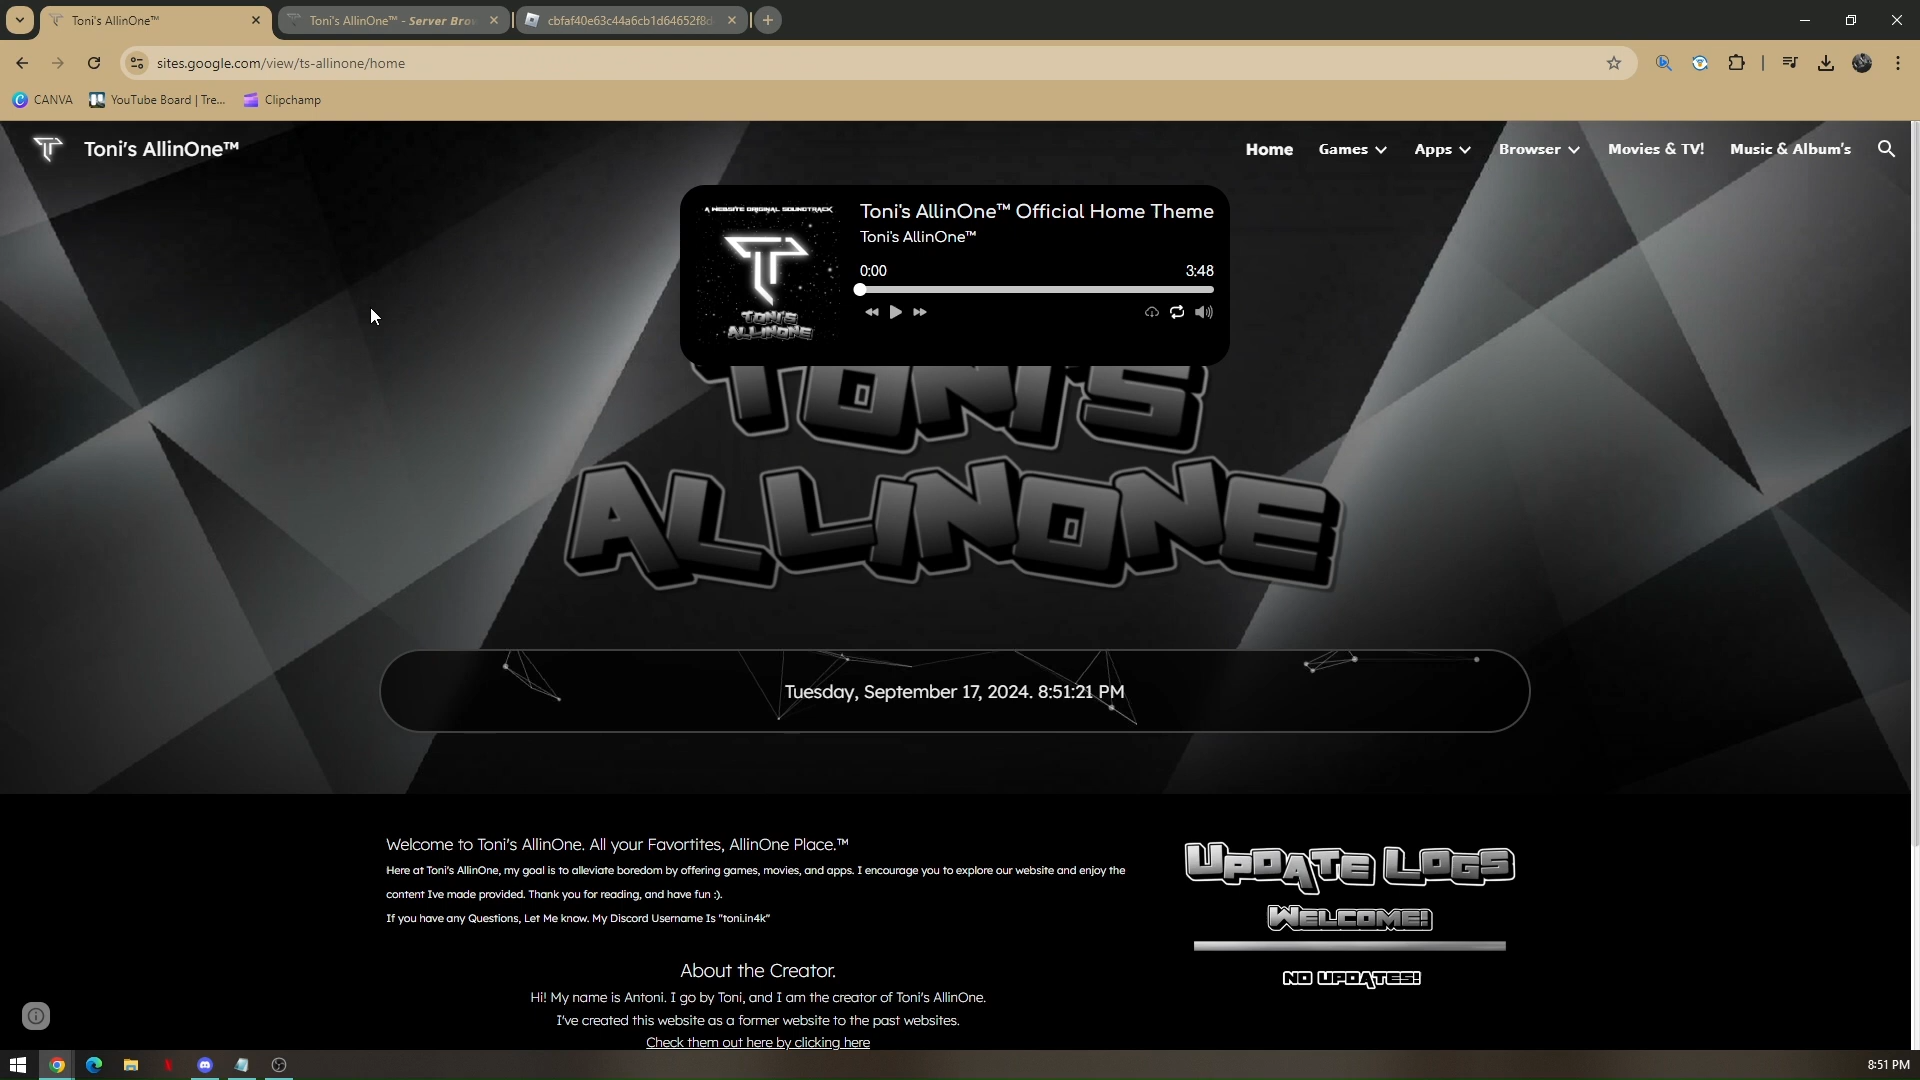 Toni's AllinOne™
Toni's AllinOne™ - Server Brow
cbfaf40e63c44a6cb1d64652f8d
sites.google.com/view/ts-allinone/home
CANVA
YouTube Board | Tre...
Clipchamp
Toni's AllinOne™
Home
Games
Apps
Browser
Movies & TV!
Music & Album's
A WEBSITE ORIGINAL SOUNDTRACK
TONI'S
ALLINONE
Toni's AllinOne™ Official Home Theme
Toni's AllinOne™
0:00
3:48
TONI'S
ALLINONE
Tuesday, September 17, 2024. 8:51:21 PM
Welcome to Toni's AllinOne. All your Favortites, AllinOne Place.™
Here at Toni's AllinOne, my goal is to alleviate boredom by offering games, movies, and apps. I encourage you to explore our website and enjoy the
content Ive made provided. Thank you for reading, and have fun :).
If you have any Questions, Let Me know. My Discord Username Is "toni.in4k"
UPDATE LOGS
WELCOME!
NO UPDATES!
About the Creator.
Hi! My name is Antoni. I go by Toni, and I am the creator of Toni's AllinOne.
I've created this website as a former website to the past websites.
Check them out here by clicking here
8:51 PM